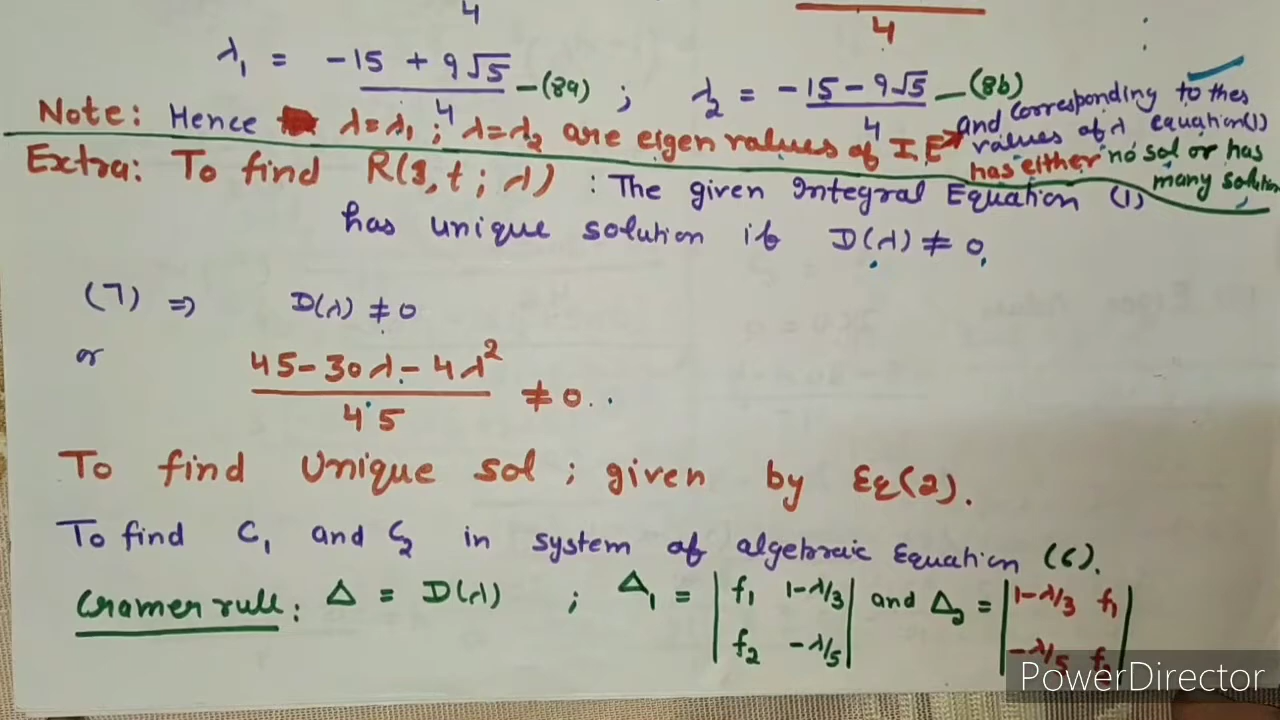 4
4
λ₁ = (-15 + 9√5)/4 —(8a) ; λ₂ = (-15 - 9√5)/4 —(8b)
Note: Hence λ=λ₁ ; λ=λ₂ are eigen values of I.E
and corresponding to thes
values of λ equation(1)
has either no sol or has
many solution
Extra: To find R(s, t; λ) : The given Integral Equation (1)
has unique solution if D(λ) ≠ 0,
(7) ⇒ D(λ) ≠ 0
or (45-30λ-4λ²)/45 ≠ 0..
To find Unique sol ; given by Eq(2).
To find C₁ and C₂ in system of algebraic Equation (6).
Cramer rull: Δ = D(λ) ; Δ₁ = |f₁ 1-λ/3| and Δ₂ = |1-λ/3 f₁|
|f₂ -λ/5| |-λ/5
PowerDirector